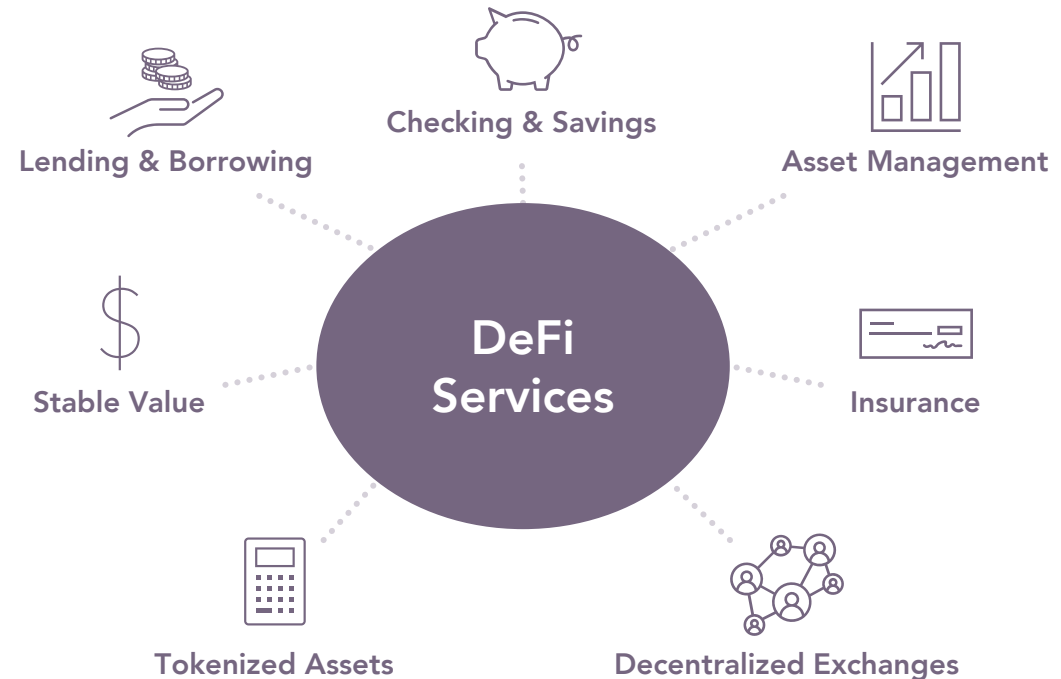 Checking & Savings
Lending & Borrowing
Asset Management
DeFi
Services
Stable Value
Insurance
Tokenized Assets
Decentralized Exchanges